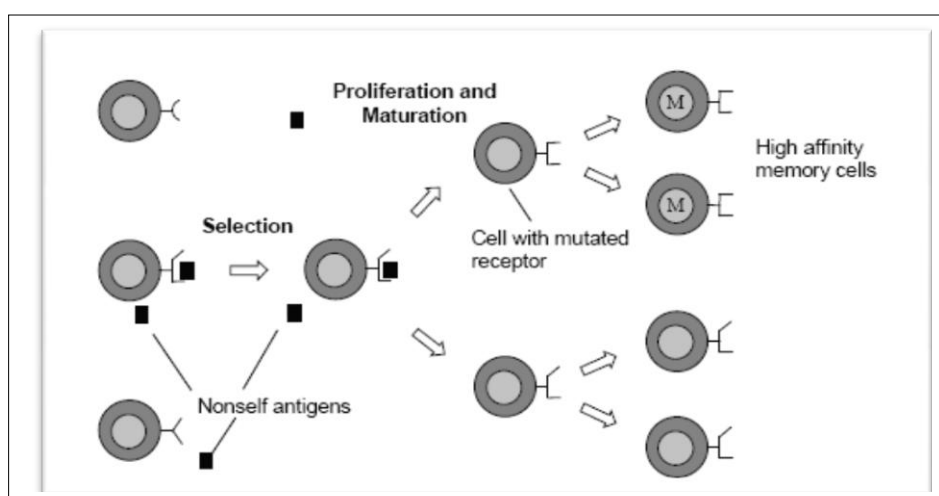 Proliferation and
Maturation
M
High affinity
memory cells
M
Selection
Cell with mutated
receptor
Nonself antigens